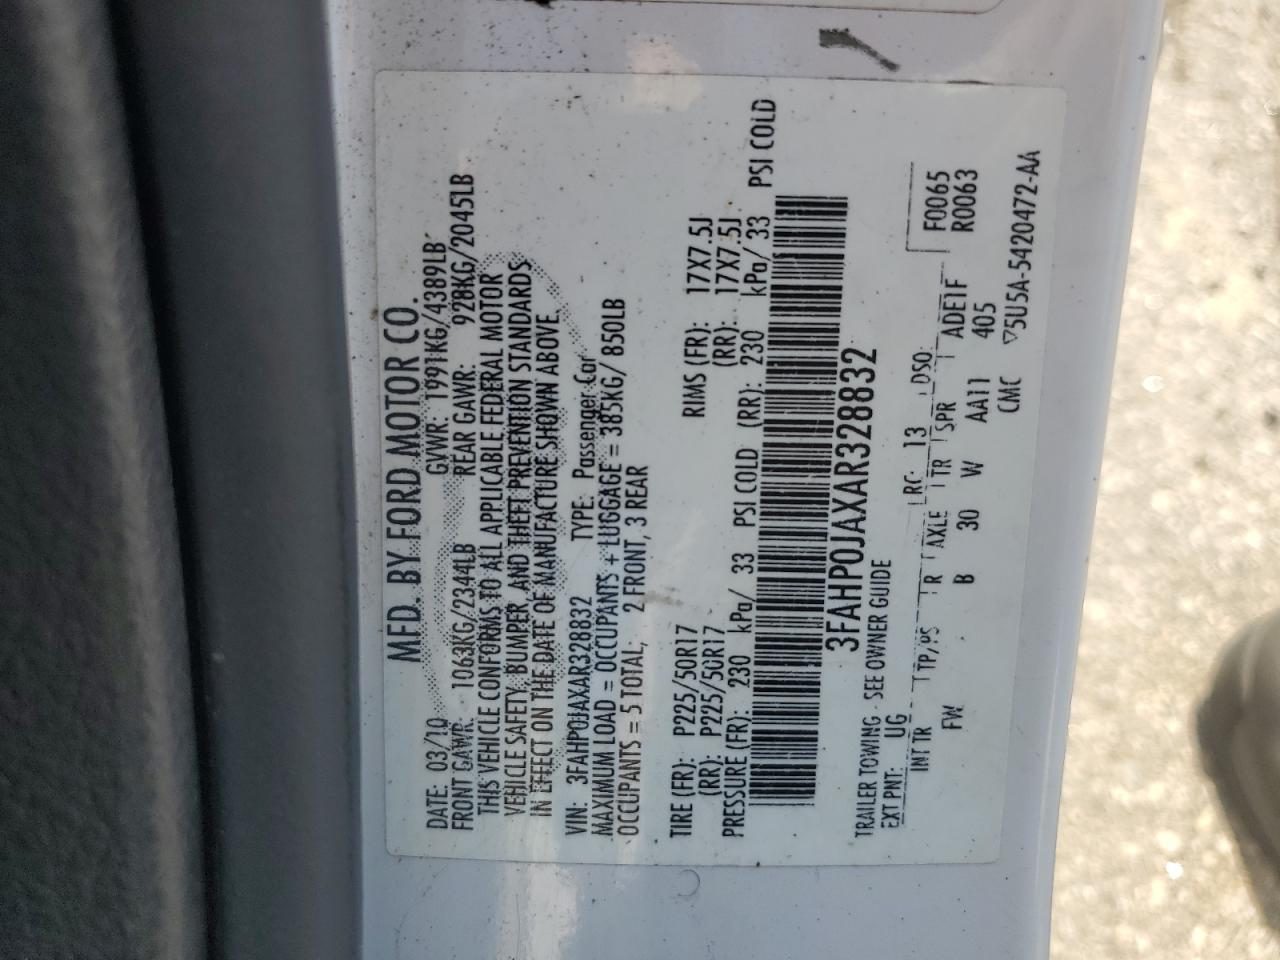 MFD. BY FORD MOTOR CO.
DATE: 03/10 GVWR: 1991KG/4389LB
FRONT GAWR: 1063KG/2344LB REAR GAWR: 928KG/2045LB
THIS VEHICLE CONFORMS TO ALL APPLICABLE FEDERAL MOTOR
VEHICLE SAFETY, BUMPER, AND THEFT PREVENTION STANDARDS
IN EFFECT ON THE DATE OF MANUFACTURE SHOWN ABOVE.
VIN: 3FAHP0JAXAR328832 TYPE: Passenger Car
MAXIMUM LOAD = OCCUPANTS + LUGGAGE = 385KG/ 850LB
OCCUPANTS = 5 TOTAL, 2 FRONT, 3 REAR
TIRE (FR): P225/50R17 RIMS (FR): 17X7.5J
(RR): P225/50R17 (RR): 17X7.5J
PRESSURE (FR): 230 kPa/ 33 PSI COLD (RR): 230 kPa/ 33 PSI COLD
3FAHP0JAXAR328832
TRAILER TOWING - SEE OWNER GUIDE
EXT PNT: UG RC: 13 DSO:
INT TR TP/PS R AXLE TR SPR ADE1F F0065
FW B 30 W AA11 405 R0063
CMC ▽5U5A-5420472-AA